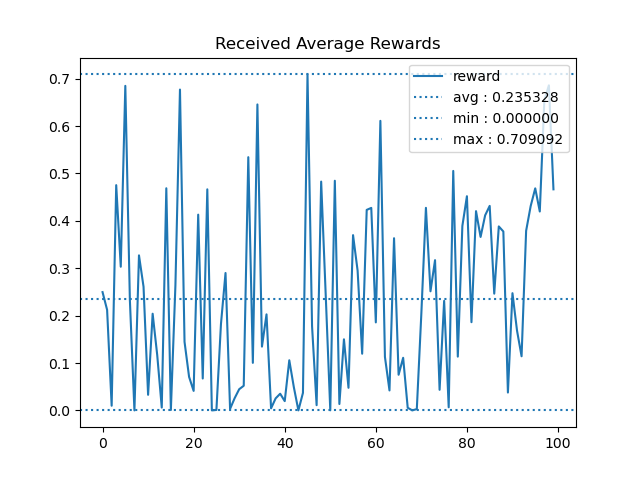 Received Average Rewards
reward
avg : 0.235328
min : 0.000000
max : 0.709092
0.7
0.6
0.5
0.4
0.3
0.2
0.1
0.0
0 20 40 60 80 100